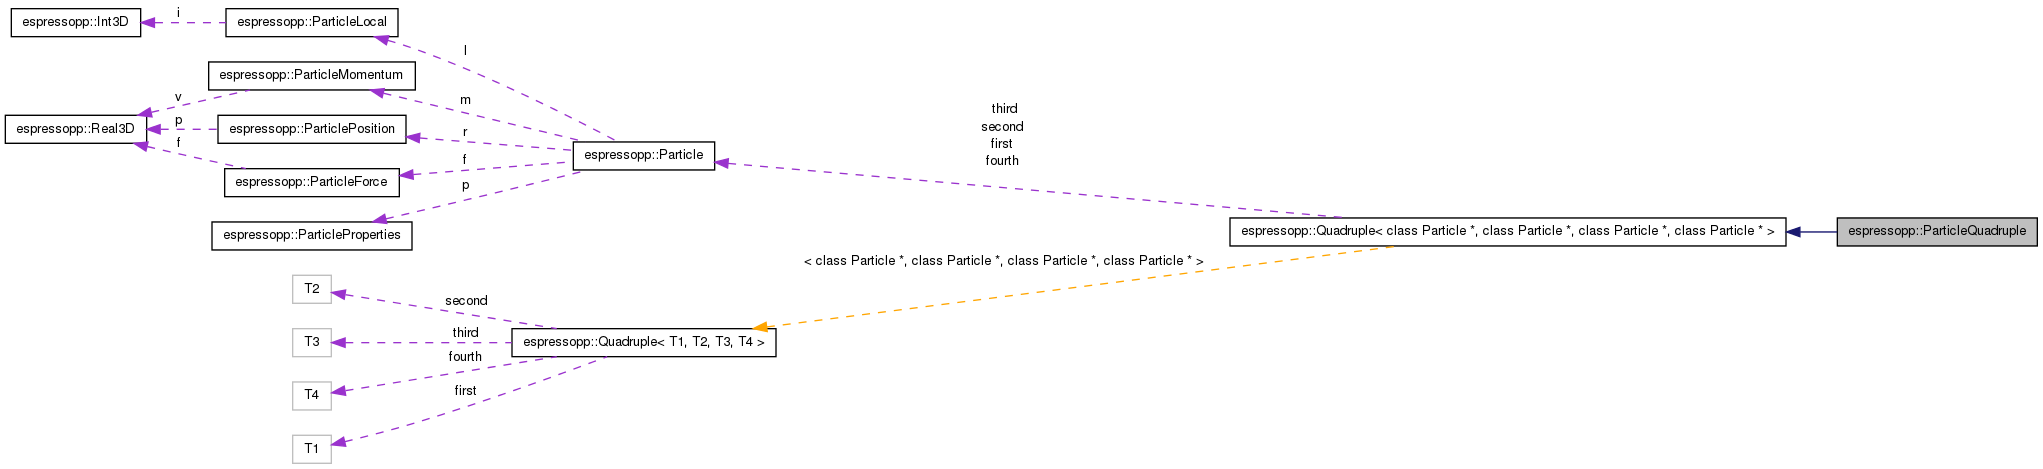 espressopp::Int3D
i
espressopp::ParticleLocal
l
espressopp::ParticleMomentum
v
m
espressopp::Real3D
p
espressopp::ParticlePosition
r
f
espressopp::ParticleForce
f
p
espressopp::ParticleProperties
espressopp::Particle
third
second
first
fourth
espressopp::Quadruple< class Particle *, class Particle *, class Particle *, class Particle * >
espressopp::ParticleQuadruple
< class Particle *, class Particle *, class Particle *, class Particle * >
T2
second
T3
third
espressopp::Quadruple< T1, T2, T3, T4 >
fourth
T4
first
T1